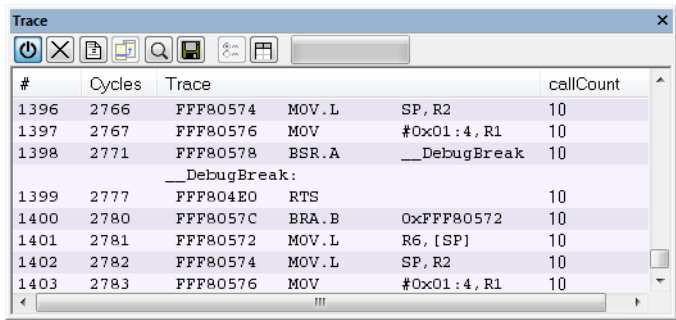 Trace
# Cycles Trace callCount
1396 2766 FFF80574 MOV.L SP,R2 10
1397 2767 FFF80576 MOV #0x01:4,R1 10
1398 2771 FFF80578 BSR.A __DebugBreak 10
__DebugBreak:
1399 2777 FFF804E0 RTS 10
1400 2780 FFF8057C BRA.B 0xFFF80572 10
1401 2781 FFF80572 MOV.L R6,[SP] 10
1402 2782 FFF80574 MOV.L SP,R2 10
1403 2783 FFF80576 MOV #0x01:4,R1 10